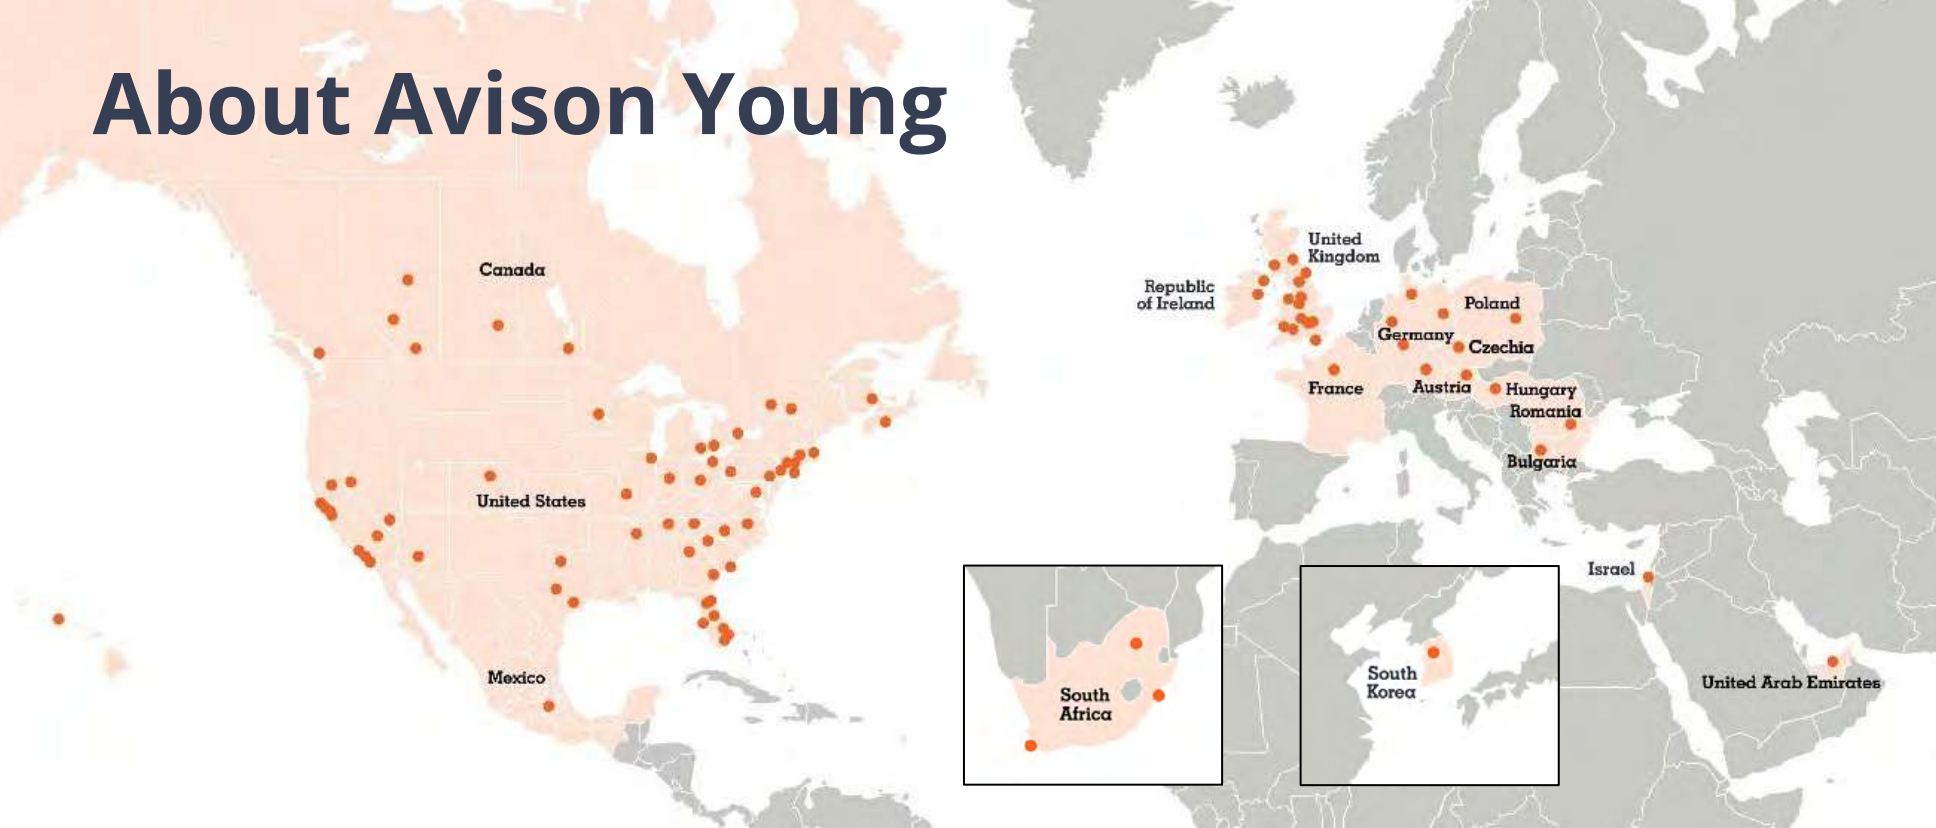 About Avison Young
Canada
United States
Mexico
United
Kingdom
Republic
of Ireland
Poland
Germany
Czechia
France
Austria
Hungary
Romania
Bulgaria
Israel
United Arab Emirates
South
Africa
South
Korea